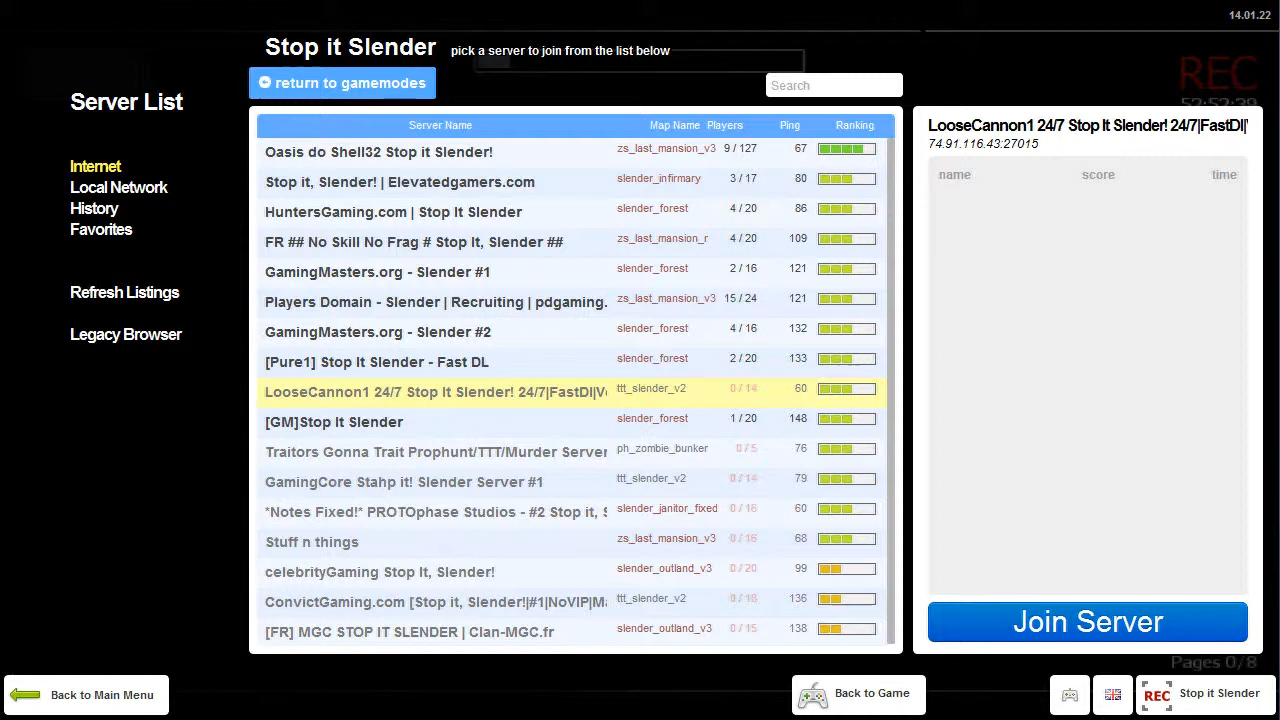 14.01.22
Stop it Slender pick a server to join from the list below
return to gamemodes
Search
REC
52:52:39
Server List
Internet
Local Network
History
Favorites
Refresh Listings
Legacy Browser
Server Name Map Name Players Ping Ranking
Oasis do Shell32 Stop it Slender! zs_last_mansion_v3 9 / 127 67
Stop it, Slender! | Elevatedgamers.com slender_infirmary 3 / 17 80
HuntersGaming.com | Stop It Slender slender_forest 4 / 20 86
FR ## No Skill No Frag # Stop It, Slender ## zs_last_mansion_r 4 / 20 109
GamingMasters.org - Slender #1 slender_forest 2 / 16 121
Players Domain - Slender | Recruiting | pdgaming. zs_last_mansion_v3 15 / 24 121
GamingMasters.org - Slender #2 slender_forest 4 / 16 132
[Pure1] Stop It Slender - Fast DL slender_forest 2 / 20 133
LooseCannon1 24/7 Stop It Slender! 24/7|FastDl|V ttt_slender_v2 0 / 14 60
[GM]Stop It Slender slender_forest 1 / 20 148
Traitors Gonna Trait Prophunt/TTT/Murder Server ph_zombie_bunker 0 / 5 76
GamingCore Stahp it! Slender Server #1 ttt_slender_v2 0 / 14 79
*Notes Fixed!* PROTOphase Studios - #2 Stop it, S slender_janitor_fixed 0 / 16 60
Stuff n things zs_last_mansion_v3 0 / 16 68
celebrityGaming Stop It, Slender! slender_outland_v3 0 / 20 99
ConvictGaming.com [Stop it, Slender!|#1|NoVIP|Ma ttt_slender_v2 0 / 18 136
[FR] MGC STOP IT SLENDER | Clan-MGC.fr slender_outland_v3 0 / 15 138
LooseCannon1 24/7 Stop It Slender! 24/7|FastDl|
74.91.116.43:27015
name score time
Join Server
Pages 0/8
Back to Main Menu
Back to Game
REC Stop it Slender